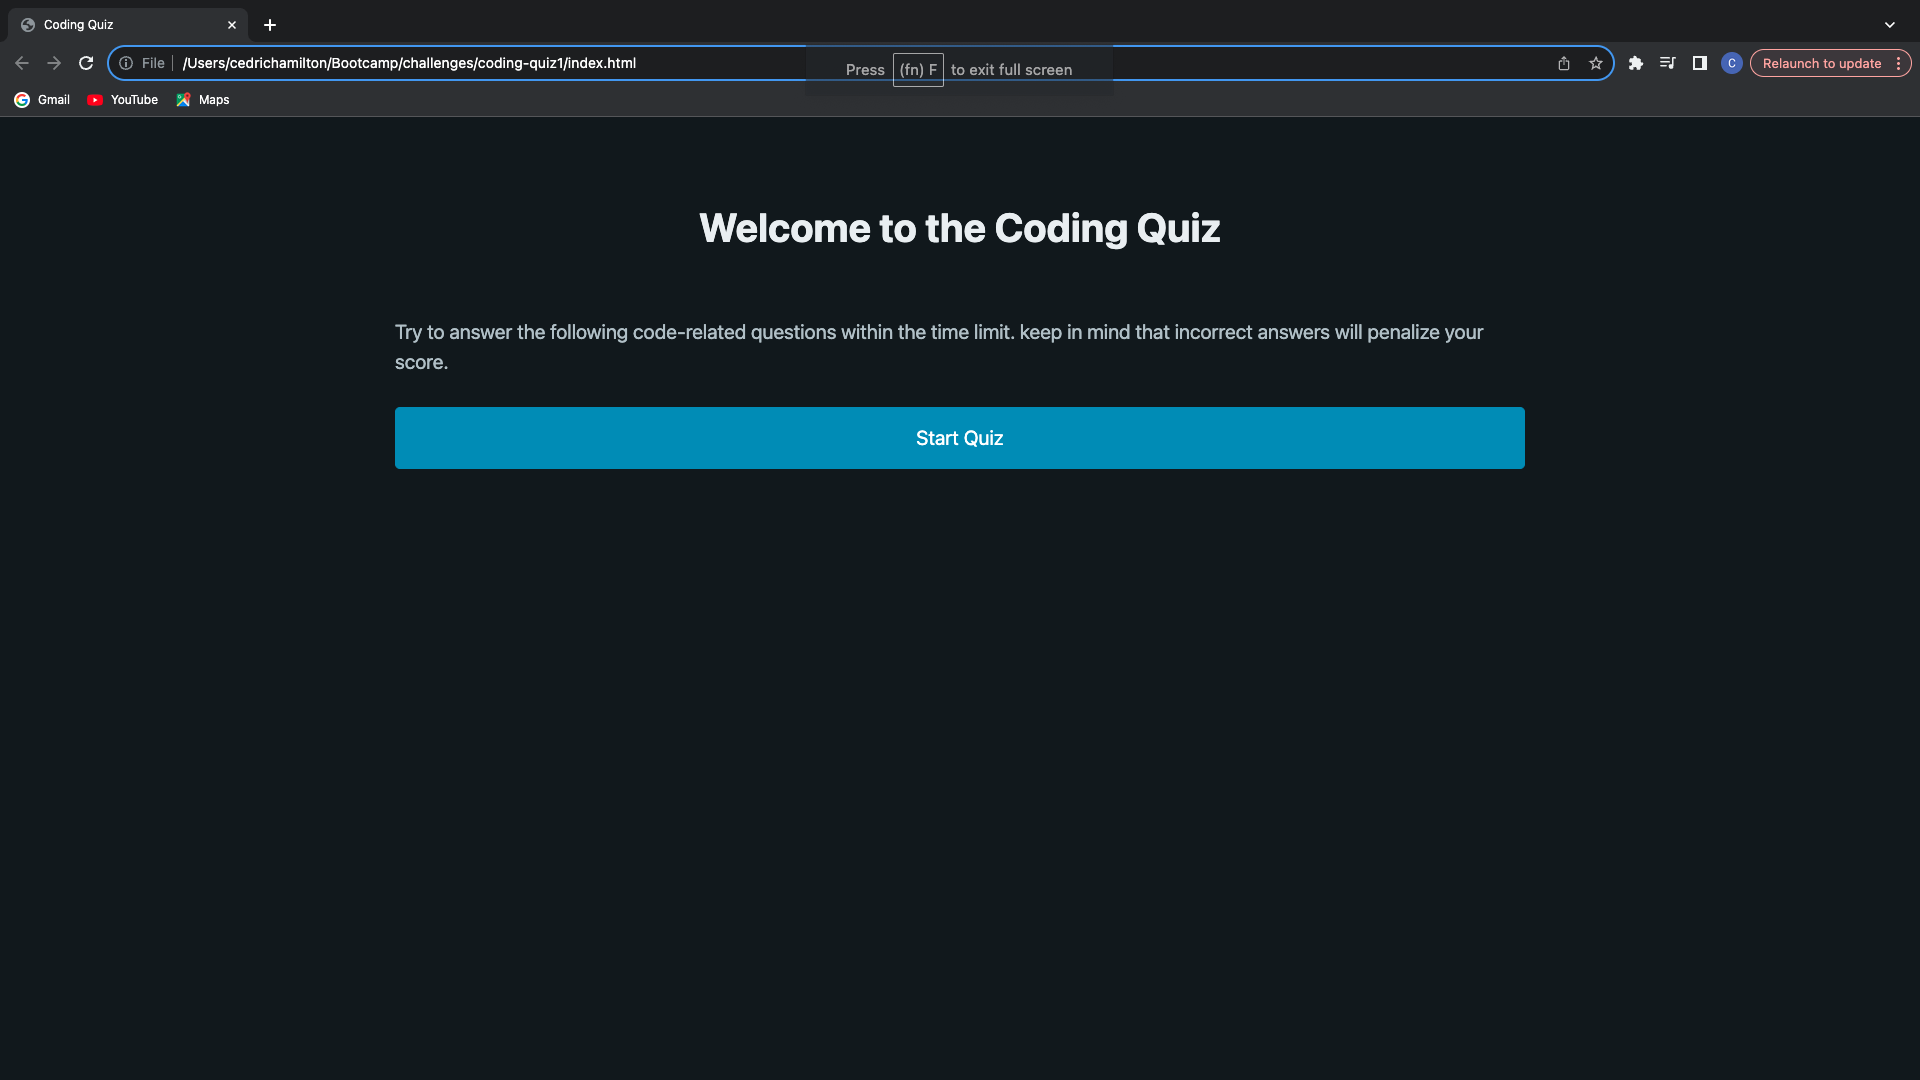 Coding Quiz
File
/Users/cedrichamilton/Bootcamp/challenges/coding-quiz1/index.html
Press (fn) F to exit full screen
C
Relaunch to update
Gmail
YouTube
Maps
Welcome to the Coding Quiz
Try to answer the following code-related questions within the time limit. keep in mind that incorrect answers will penalize your
score.
Start Quiz